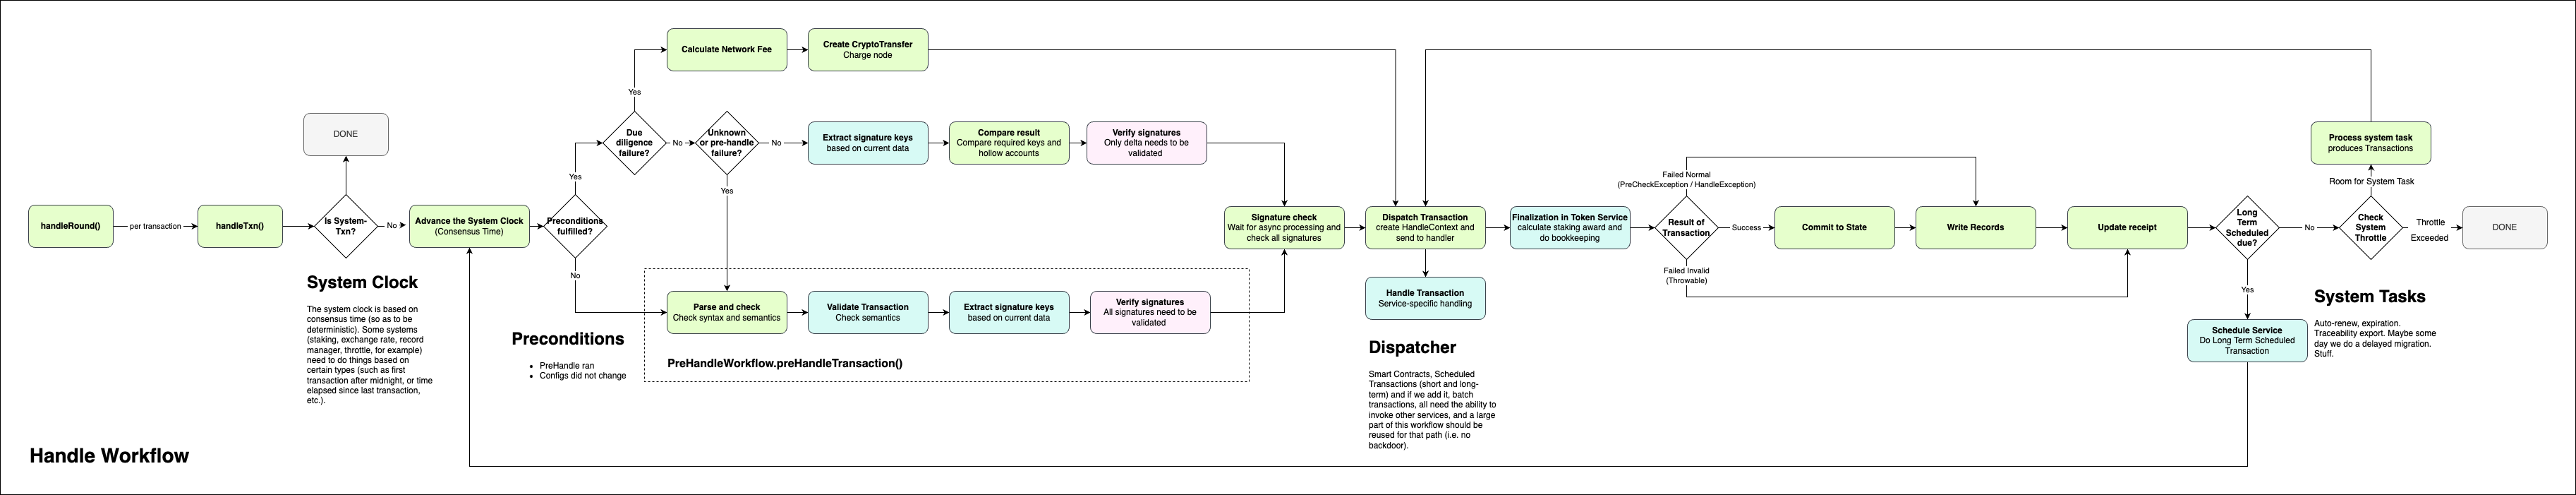 Calculate Network Fee
Create CryptoTransfer
Charge node
Yes
DONE
Due
diligence
failure?
No
Unknown
or pre-handle
failure?
No
Extract signature keys
based on current data
Compare result
Compare required keys and
hollow accounts
Verify signatures
Only delta needs to be
validated
Process system task
produces Transactions
Yes
Yes
Failed Normal
(PreCheckException / HandleException)
Room for System Task
handleRound()
per transaction
handleTxn()
Is System-
Txn?
No
Advance the System Clock
(Consensus Time)
Preconditions
fulfilled?
Signature check
Wait for async processing and
check all signatures
Dispatch Transaction
create HandleContext and
send to handler
Finalization in Token Service
calculate staking award and
do bookkeeping
Result of
Transaction
Success
Commit to State
Write Records
Update receipt
Long
Term
Scheduled
due?
No
Check
System
Throttle
Throttle
Exceeded
DONE
No
Failed Invalid
(Throwable)
Yes
System Clock
The system clock is based on
consensus time (so as to be
deterministic). Some systems
(staking, exchange rate, record
manager, throttle, for example)
need to do things based on
certain types (such as first
transaction after midnight, or time
elapsed since last transaction,
etc.).
Preconditions
PreHandle ran
Configs did not change
Parse and check
Check syntax and semantics
Validate Transaction
Check semantics
Extract signature keys
based on current data
Verify signatures
All signatures need to be
validated
PreHandleWorkflow.preHandleTransaction()
Handle Transaction
Service-specific handling
Dispatcher
Smart Contracts, Scheduled
Transactions (short and long-
term) and if we add it, batch
transactions, all need the ability to
invoke other services, and a large
part of this workflow should be
reused for that path (i.e. no
backdoor).
Schedule Service
Do Long Term Scheduled
Transaction
System Tasks
Auto-renew, expiration.
Traceability export. Maybe some
day we do a delayed migration.
Stuff.
Handle Workflow